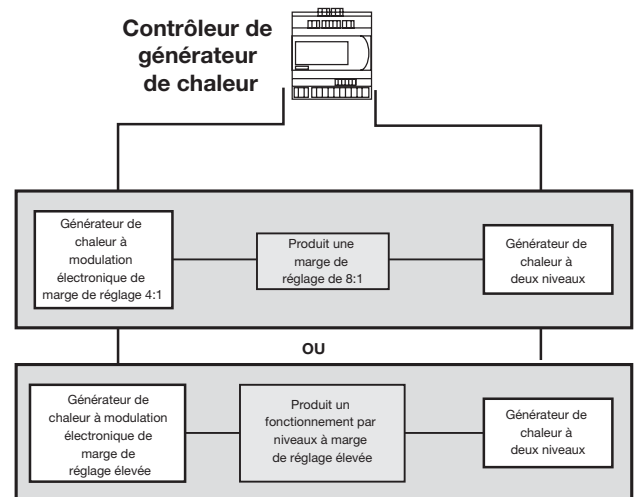 Contrôleur de
générateur
de chaleur
Générateur de
chaleur à
modulation
électronique de
marge de réglage 4:1
Produit une
marge de
réglage de 8:1
Générateur de
chaleur à
deux niveaux
OU
Générateur de
chaleur à modulation
électronique de
marge de
réglage élevée
Produit un
fonctionnement par
niveaux à marge
de réglage élevée
Générateur de
chaleur à
deux niveaux